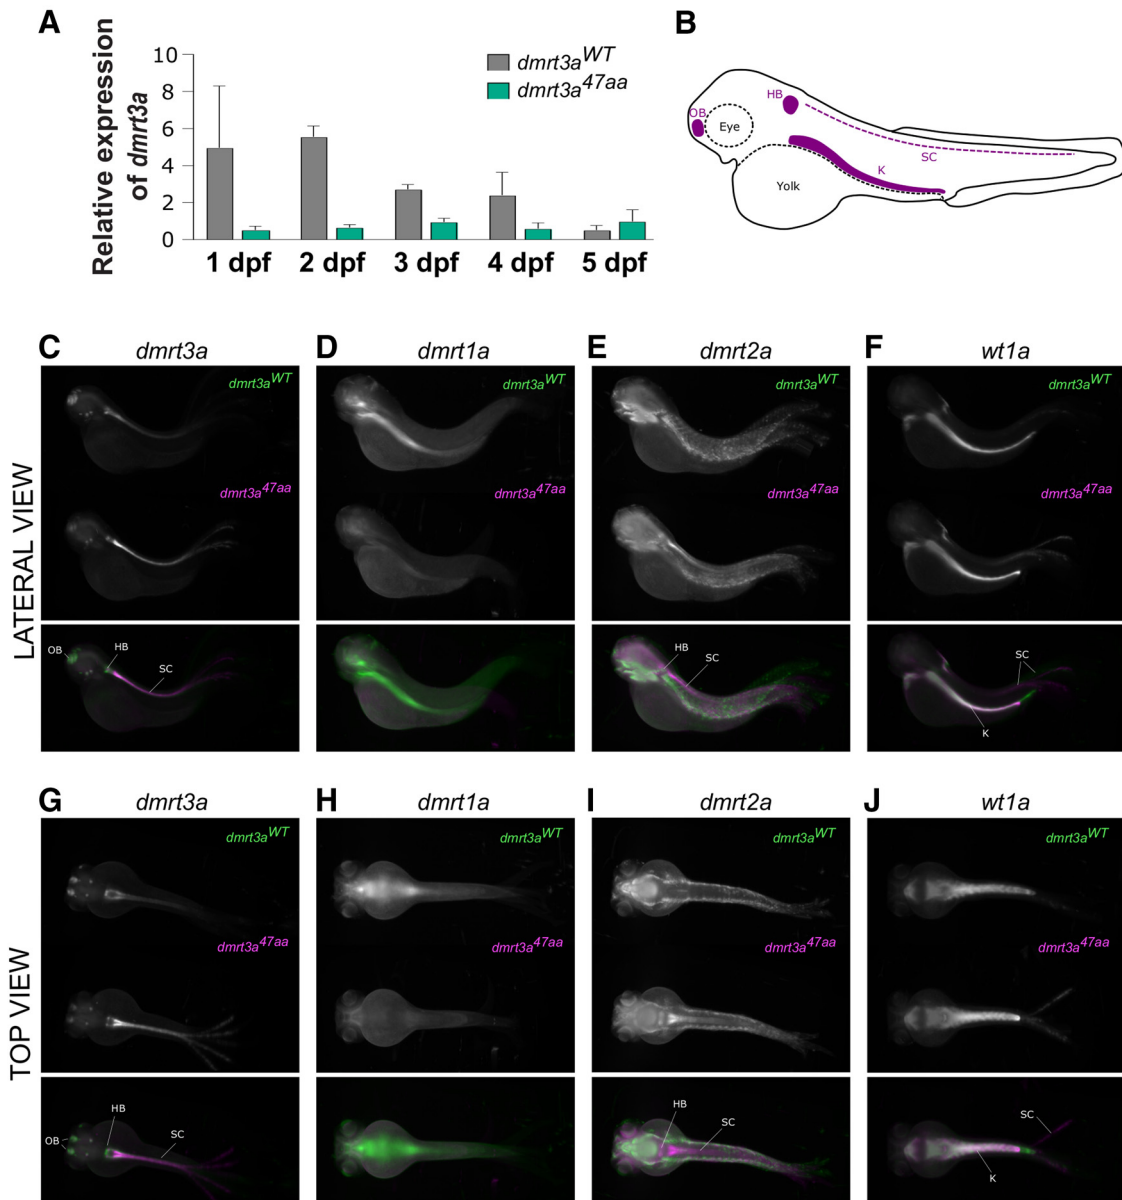 A
B
Relative expression
of dmrt3a
10
8
6
4
2
0
dmrt3aWT
dmrt3a47aa
1 dpf 2 dpf 3 dpf 4 dpf 5 dpf
OB
Eye
HB
SC
K
Yolk
C dmrt3a D dmrt1a E dmrt2a F wt1a
LATERAL VIEW
dmrt3aWT dmrt3aWT dmrt3aWT dmrt3aWT
dmrt3a47aa dmrt3a47aa dmrt3a47aa dmrt3a47aa
OB HB SC
HB SC
SC K
G dmrt3a H dmrt1a I dmrt2a J wt1a
TOP VIEW
dmrt3aWT dmrt3aWT dmrt3aWT dmrt3aWT
dmrt3a47aa dmrt3a47aa dmrt3a47aa dmrt3a47aa
OB HB SC
HB SC
SC K